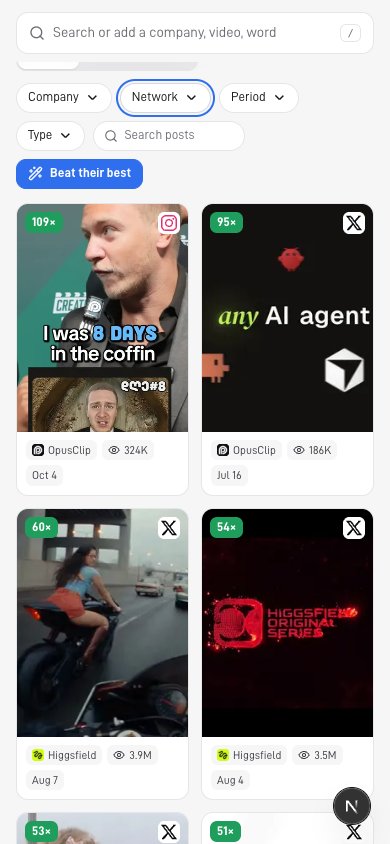 Search or add a company, video, word
/
Company
Network
Period
Type
Search posts
Beat their best
109×
I was 8 DAYS
in the coffin
OpusClip
324K
Oct 4
95×
any AI agent
OpusClip
186K
Jul 16
60×
Higgsfield
3.9M
Aug 7
54×
HIGGSFIELD
ORIGINAL
SERIES
Higgsfield
3.5M
Aug 4
53×
51×
N